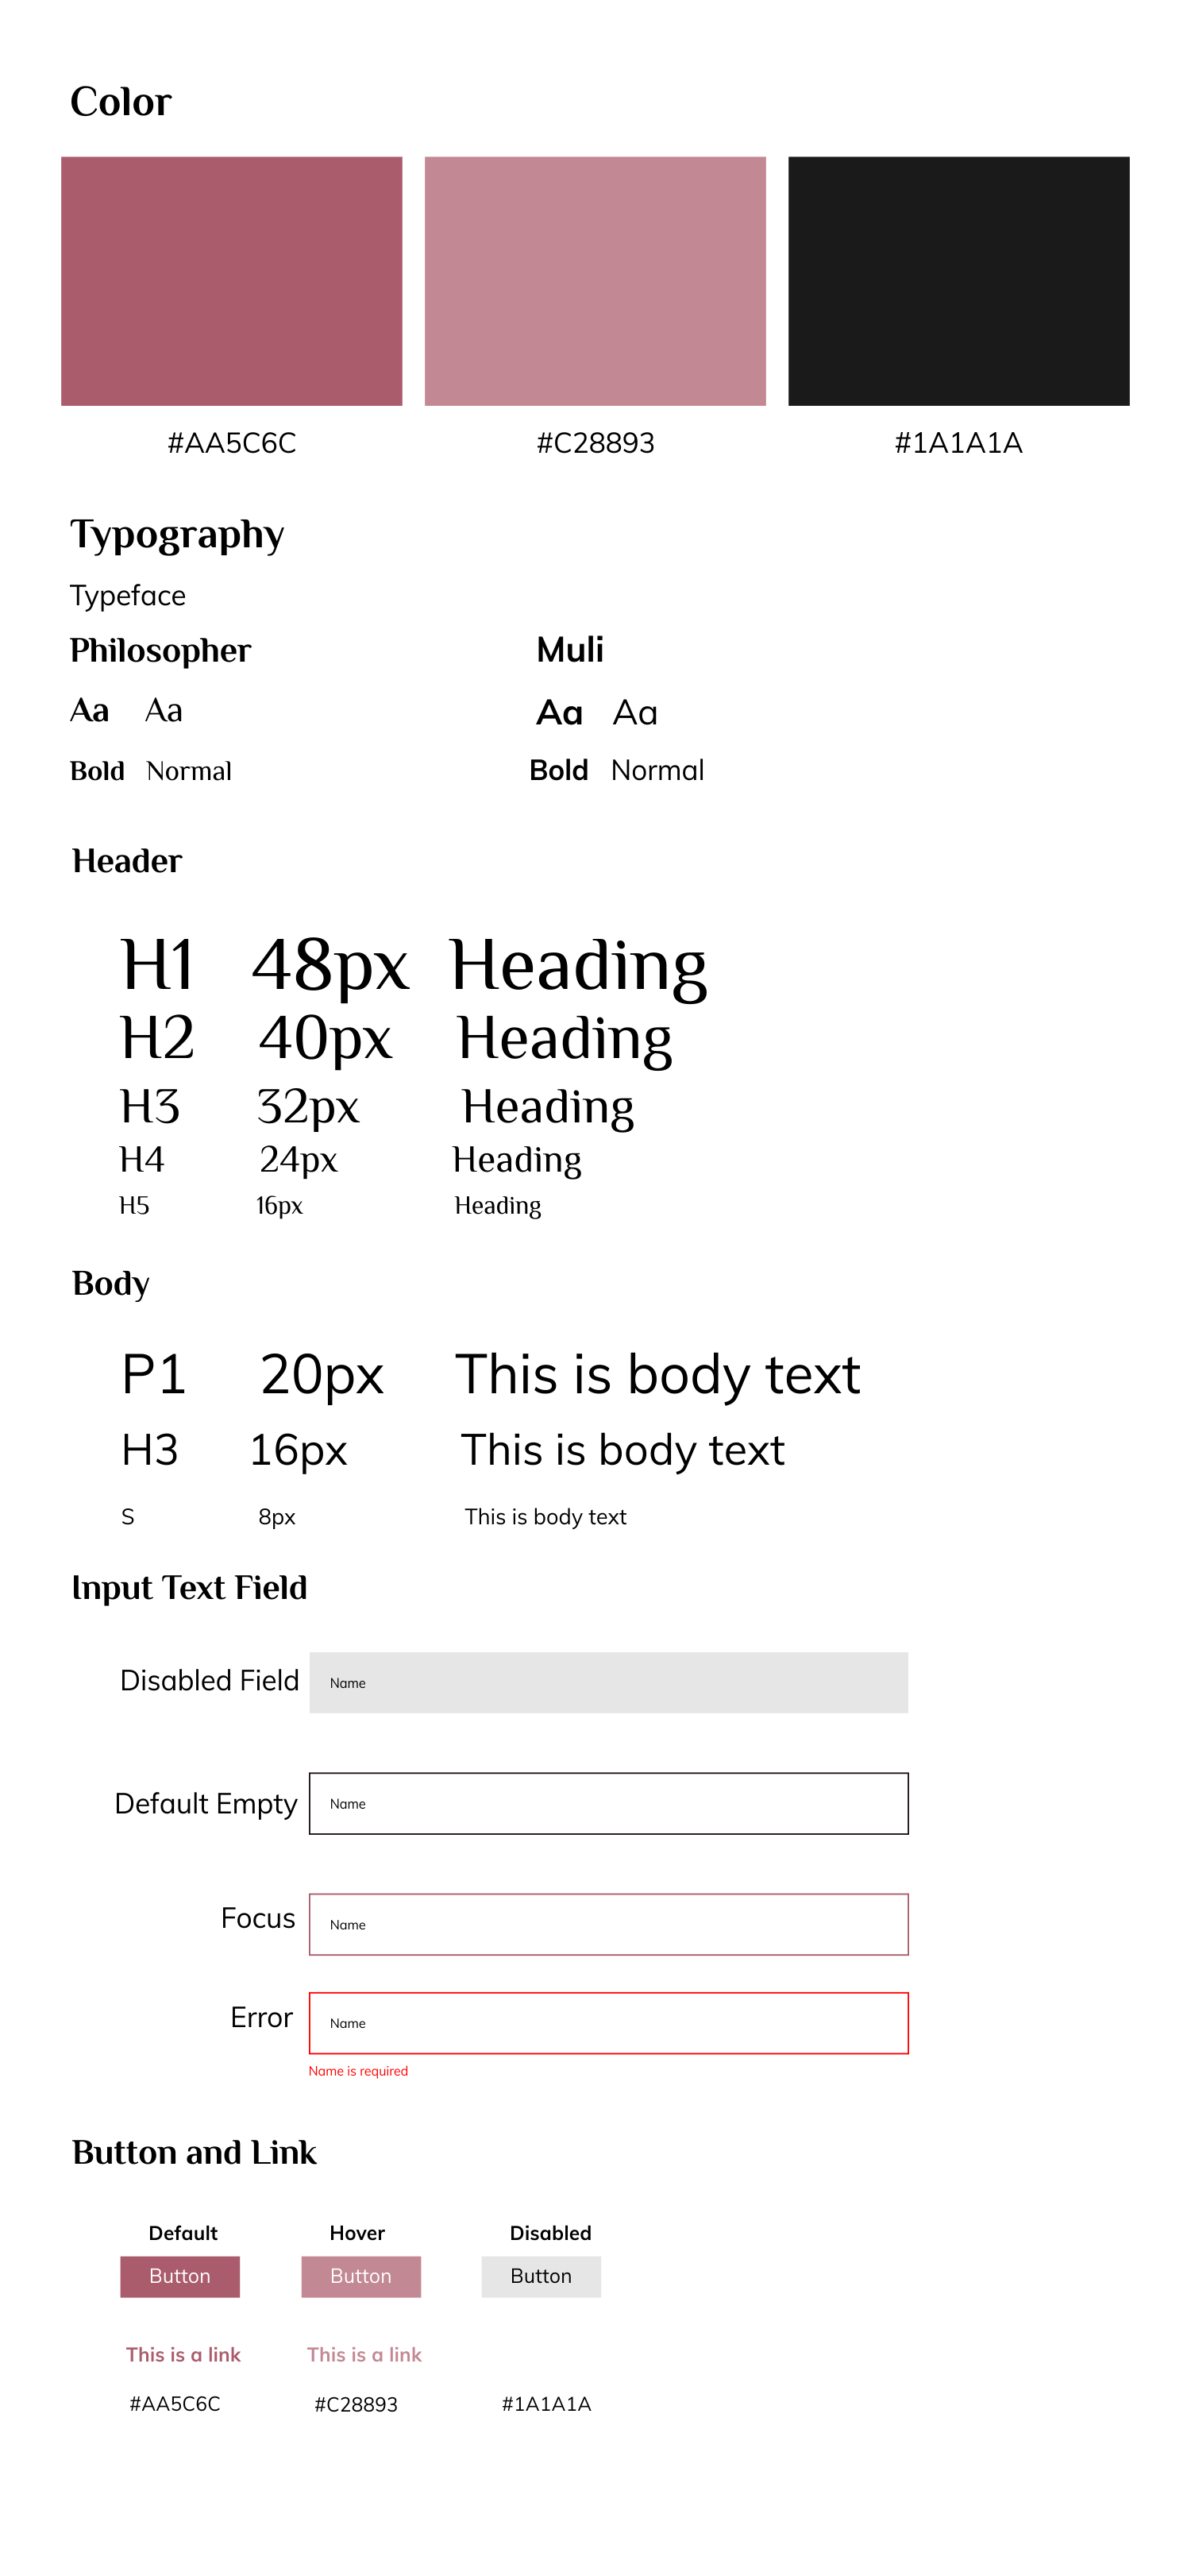 Color
#AA5C6C #C28893 #1A1A1A
Typography
Typeface
Philosopher Muli
Aa Aa Aa Aa
Bold Normal Bold Normal
Header
H1 48px Heading
H2 40px Heading
H3 32px Heading
H4 24px Heading
H5 16px Heading
Body
P1 20px This is body text
H3 16px This is body text
S 8px This is body text
Input Text Field
Disabled Field Name
Default Empty Name
Focus Name
Error Name
Name is required
Button and Link
Default Hover Disabled
Button Button Button
This is a link This is a link
#AA5C6C #C28893 #1A1A1A